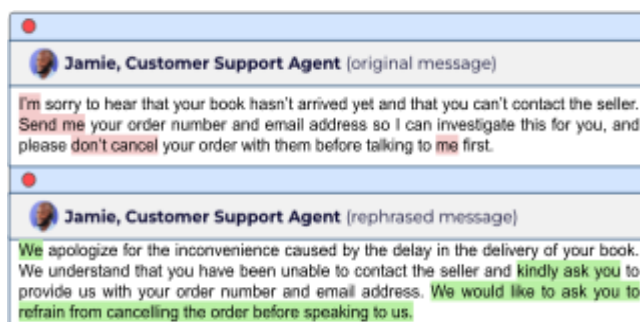 Jamie, Customer Support Agent (original message)
I'm sorry to hear that your book hasn't arrived yet and that you can't contact the seller.
Send me your order number and email address so I can investigate this for you, and
please don't cancel your order with them before talking to me first.
Jamie, Customer Support Agent (rephrased message)
We apologize for the inconvenience caused by the delay in the delivery of your book.
We understand that you have been unable to contact the seller and kindly ask you to
provide us with your order number and email address. We would like to ask you to
refrain from cancelling the order before speaking to us.